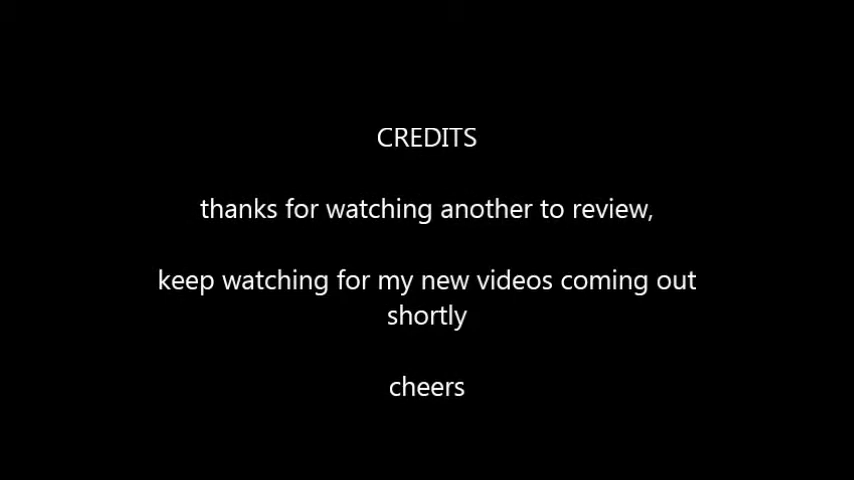 CREDITS
thanks for watching another to review,
keep watching for my new videos coming out
shortly
cheers